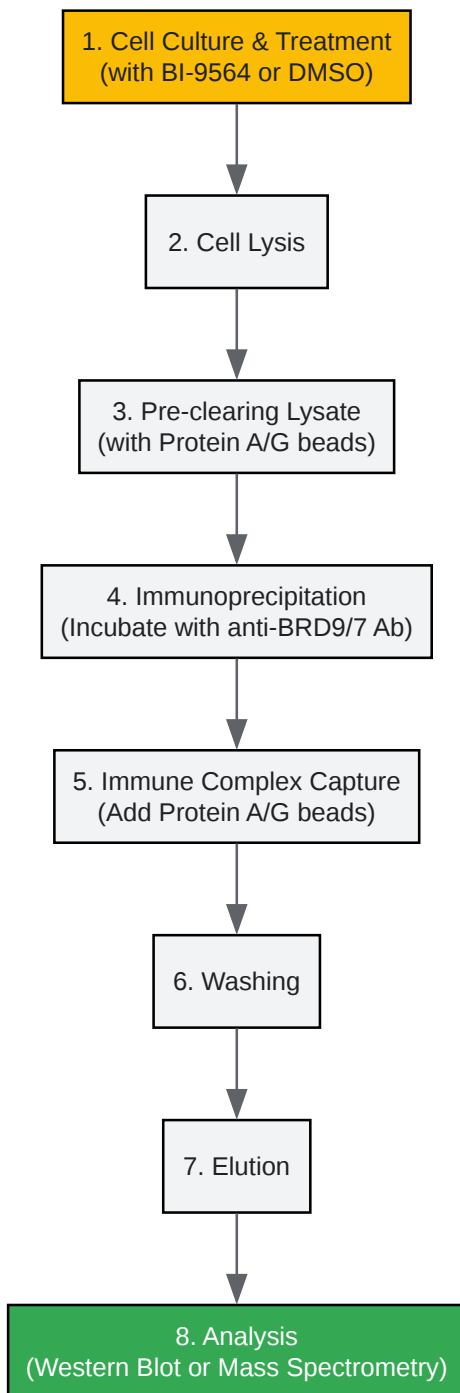 1. Cell Culture & Treatment
(with BI-9564 or DMSO)
2. Cell Lysis
3. Pre-clearing Lysate
(with Protein A/G beads)
4. Immunoprecipitation
(Incubate with anti-BRD9/7 Ab)
5. Immune Complex Capture
(Add Protein A/G beads)
6. Washing
7. Elution
8. Analysis
(Western Blot or Mass Spectrometry)